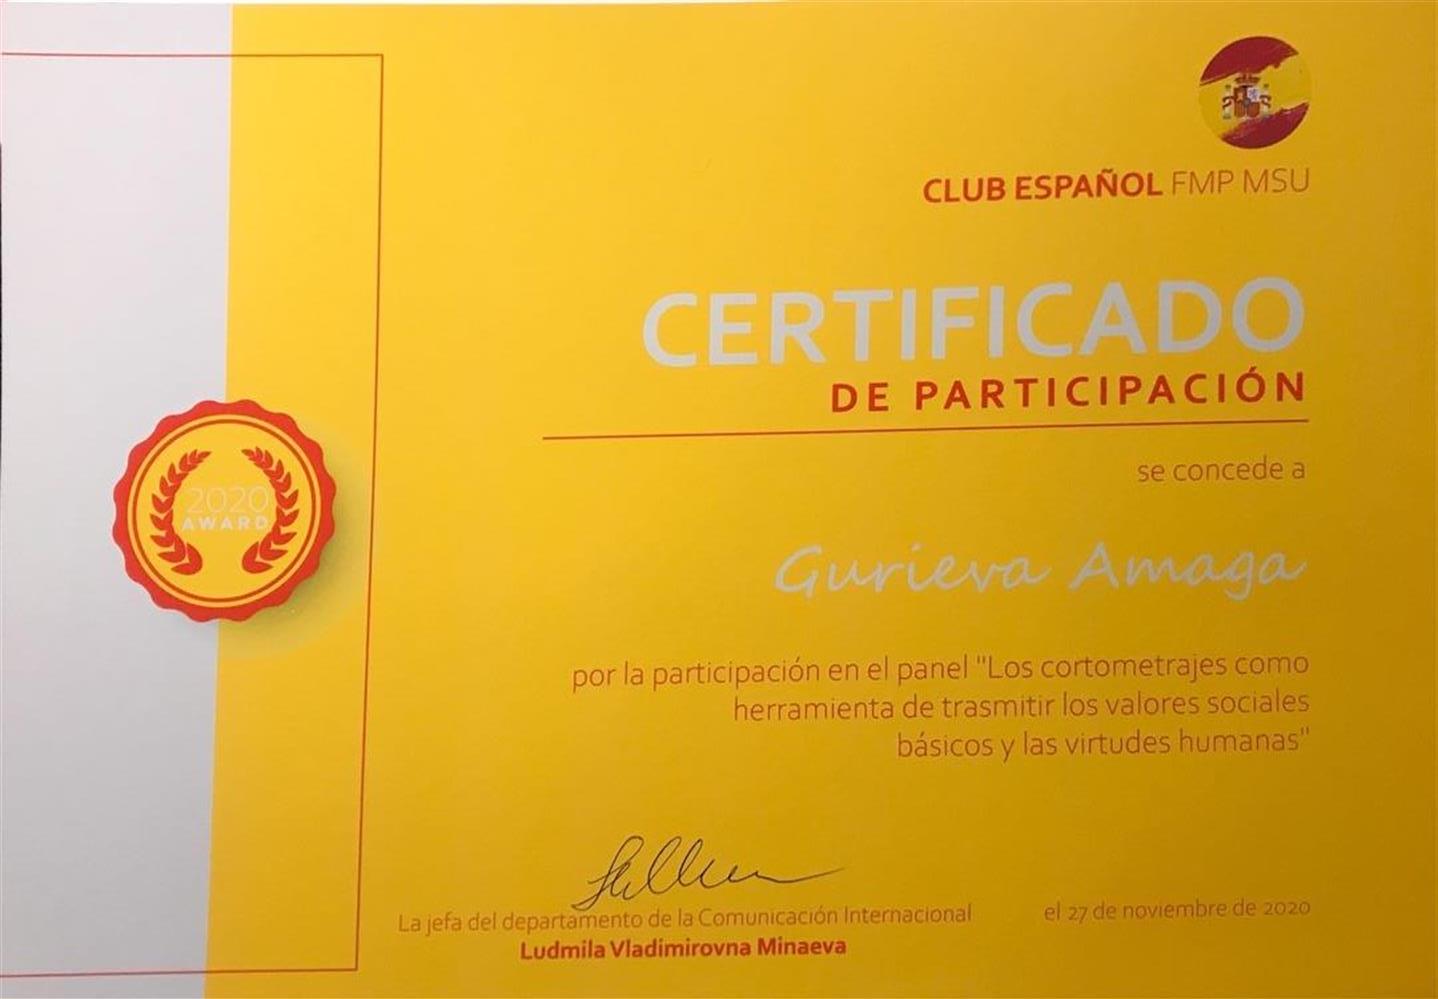 CLUB ESPAÑOL FMP MSU
CERTIFICADO
DE PARTICIPACIÓN
se concede a
2020
AWARD
Gurieva Amaga
por la participación en el panel "Los cortometrajes como
herramienta de trasmitir los valores sociales
básicos y las virtudes humanas"
La jefa del departamento de la Comunicación Internacional
Ludmila Vladimirovna Minaeva
el 27 de noviembre de 2020